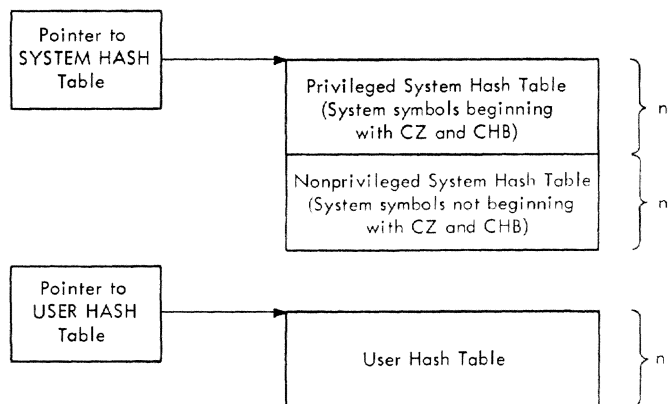 Pointer to
SYSTEM HASH
Table
Privileged System Hash Table
(System symbols beginning
with CZ and CHB)
n
Nonprivileged System Hash Table
(System symbols not beginning
with CZ and CHB)
n
Pointer to
USER HASH
Table
User Hash Table
n